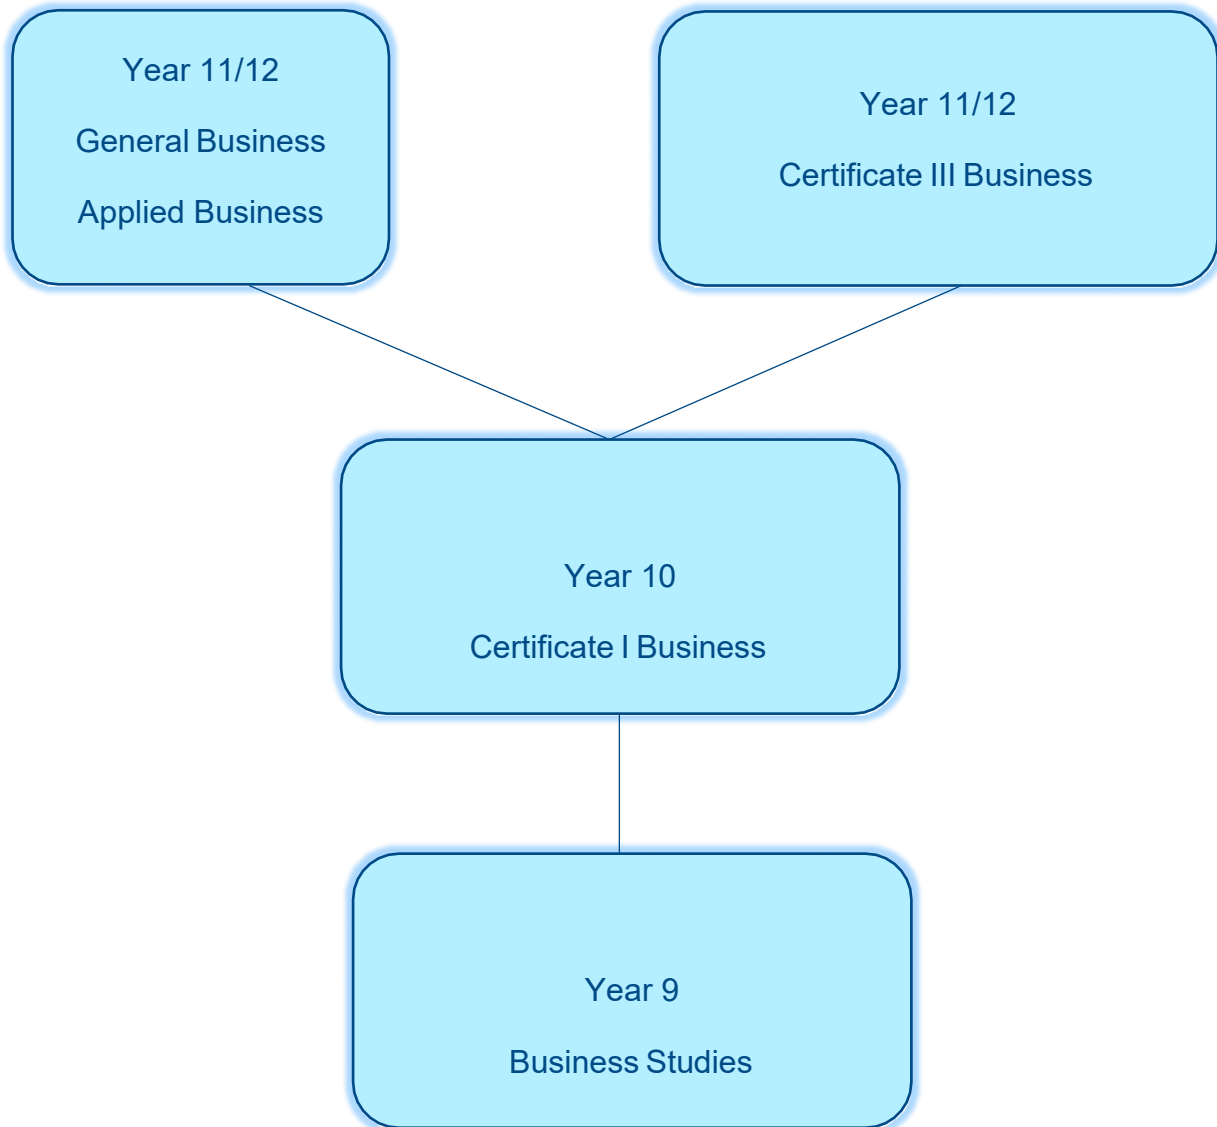 Year 11/12
General Business
Applied Business
Year 11/12
Certificate III Business
Year 10
Certificate I Business
Year 9
Business Studies